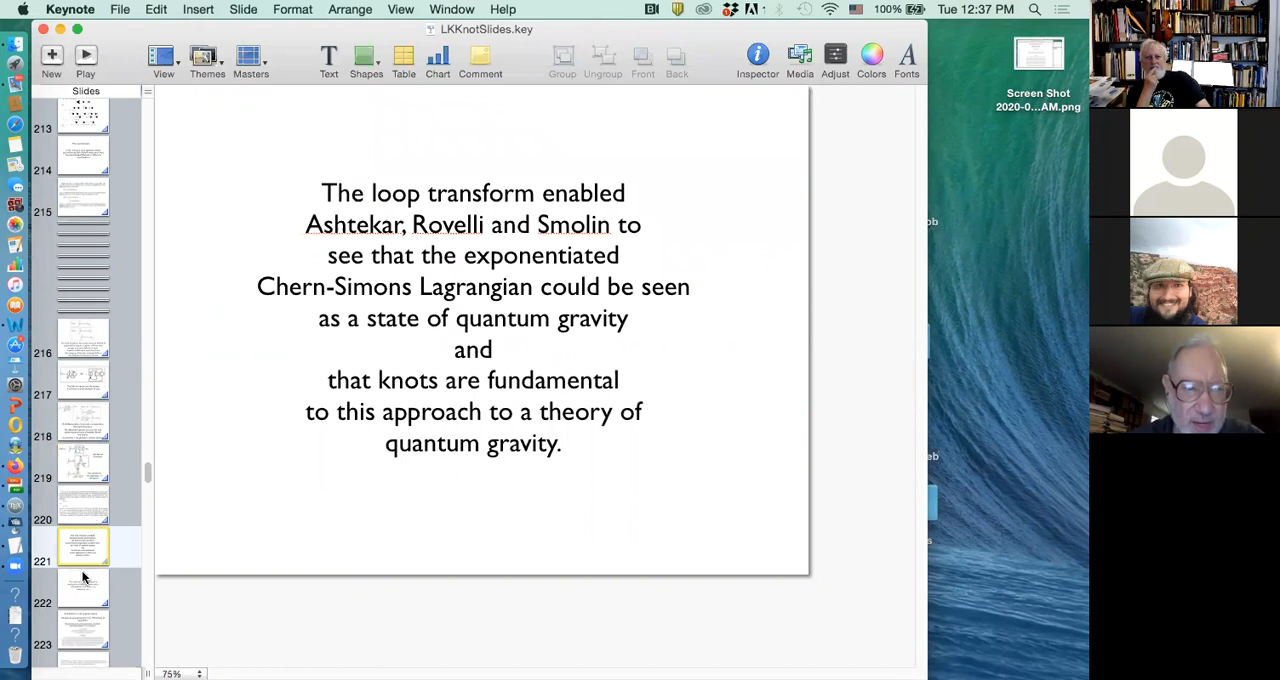 Keynote File Edit Insert Slide Format Arrange View Window Help
100% Tue 12:37 PM
LKKnotSlides.key
New Play View Themes Masters Text Shapes Table Chart Comment Group Ungroup Front Back Inspector Media Adjust Colors Fonts
Slides
213
214
215
216
217
218
219
220
221
222
223
The loop transform enabled
Ashtekar, Rovelli and Smolin to
see that the exponentiated
Chern-Simons Lagrangian could be seen
as a state of quantum gravity
and
that knots are fundamental
to this approach to a theory of
quantum gravity.
75%
Screen Shot
2020-0...AM.png
ob
eb
s